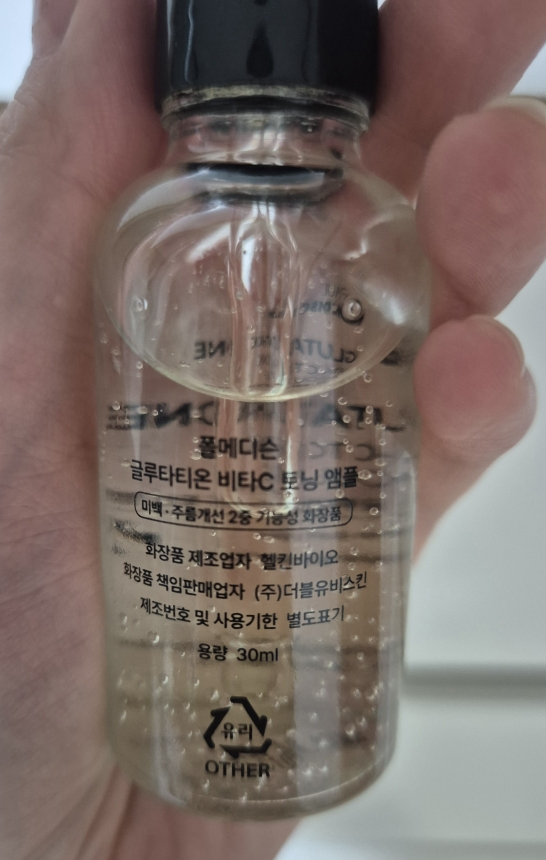 폴메디슨
글루타티온 비타C 토닝 앰플
미백·주름개선 2중 기능성 화장품
화장품 제조업자 헬킨바이오
화장품 책임판매업자 (주)더블유비스킨
제조번호 및 사용기한 별도표기
용량 30ml
유리
OTHER